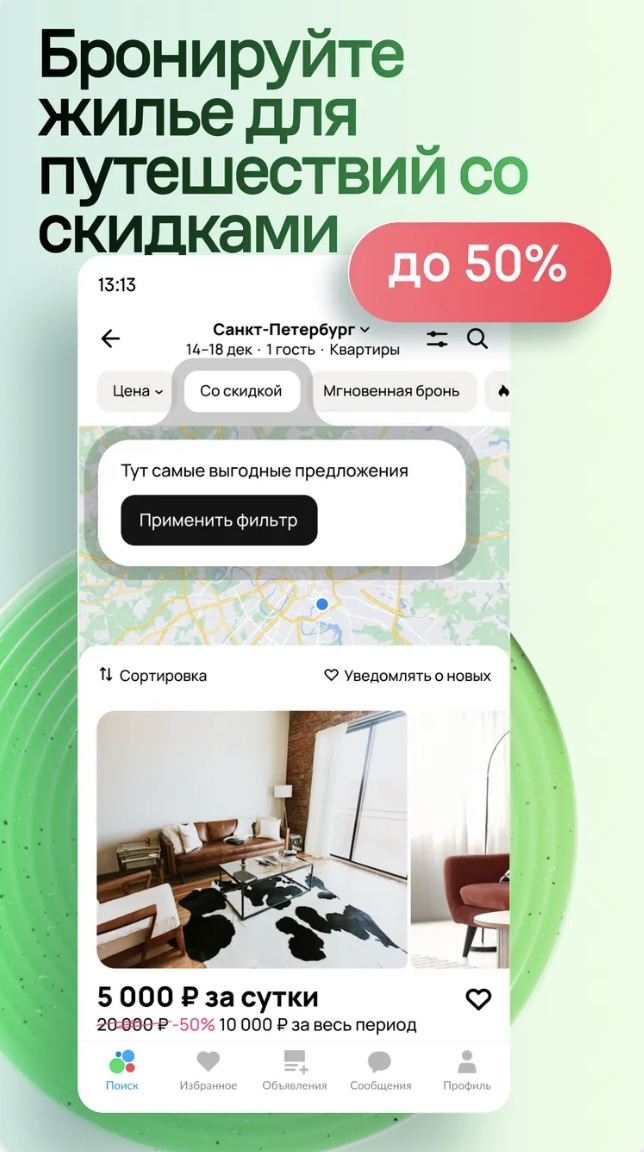 Бронируйте
жилье для
путешествий со
скидками
до 50%
13:13
Санкт-Петербург
14–18 дек · 1 гость · Квартиры
Цена
Со скидкой
Мгновенная бронь
Тут самые выгодные предложения
Применить фильтр
Сортировка
Уведомлять о новых
5 000 ₽ за сутки
20 000 ₽ -50% 10 000 ₽ за весь период
Поиск
Избранное
Объявления
Сообщения
Профиль